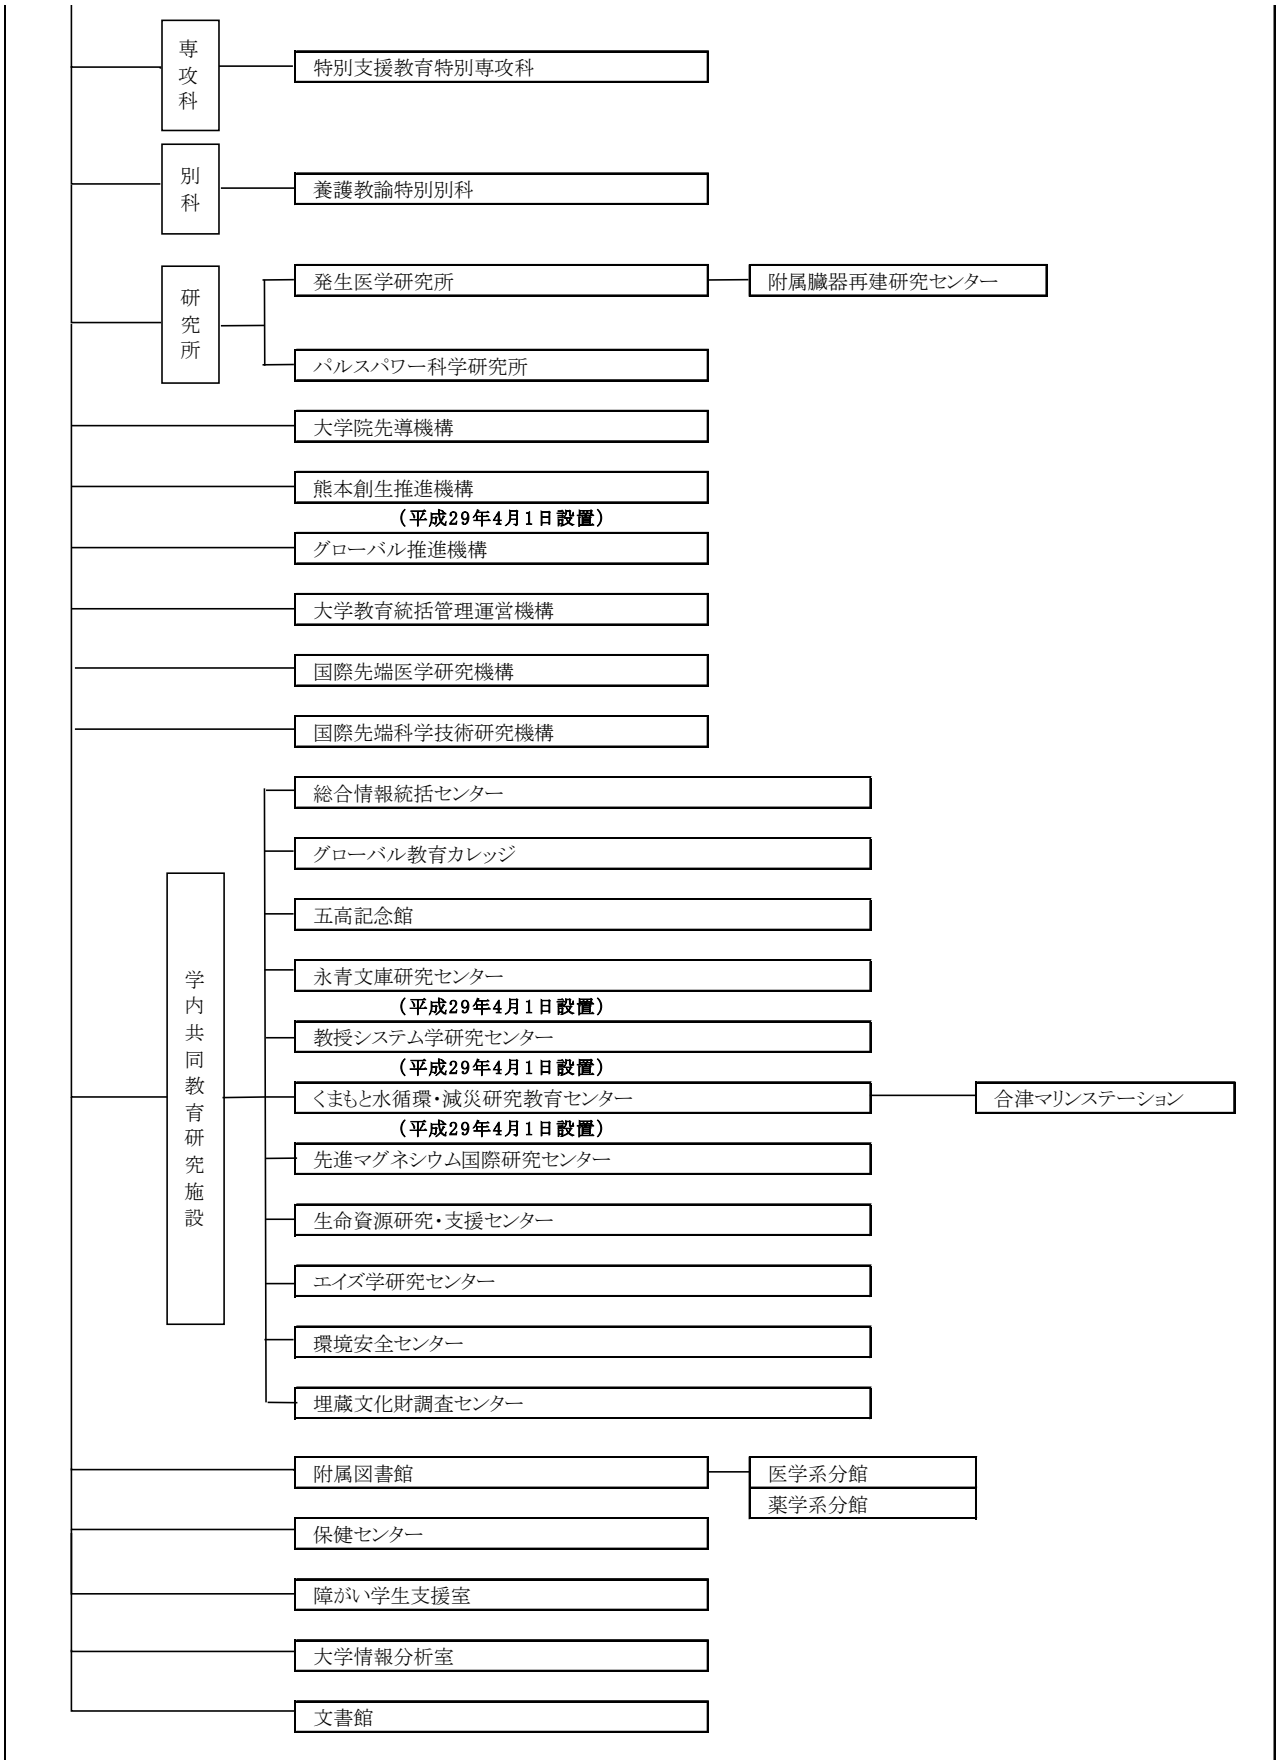 専攻科
特別支援教育特別専攻科
別科
養護教諭特別別科
研究所
発生医学研究所
附属臓器再建研究センター
パルスパワー科学研究所
大学院先導機構
熊本創生推進機構
（平成29年4月1日設置）
グローバル推進機構
大学教育統括管理運営機構
国際先端医学研究機構
国際先端科学技術研究機構
学内共同教育研究施設
総合情報統括センター
グローバル教育カレッジ
五高記念館
永青文庫研究センター
（平成29年4月1日設置）
教授システム学研究センター
（平成29年4月1日設置）
くまもと水循環・減災研究教育センター
合津マリンステーション
（平成29年4月1日設置）
先進マグネシウム国際研究センター
生命資源研究・支援センター
エイズ学研究センター
環境安全センター
埋蔵文化財調査センター
附属図書館
医学系分館
薬学系分館
保健センター
障がい学生支援室
大学情報分析室
文書館